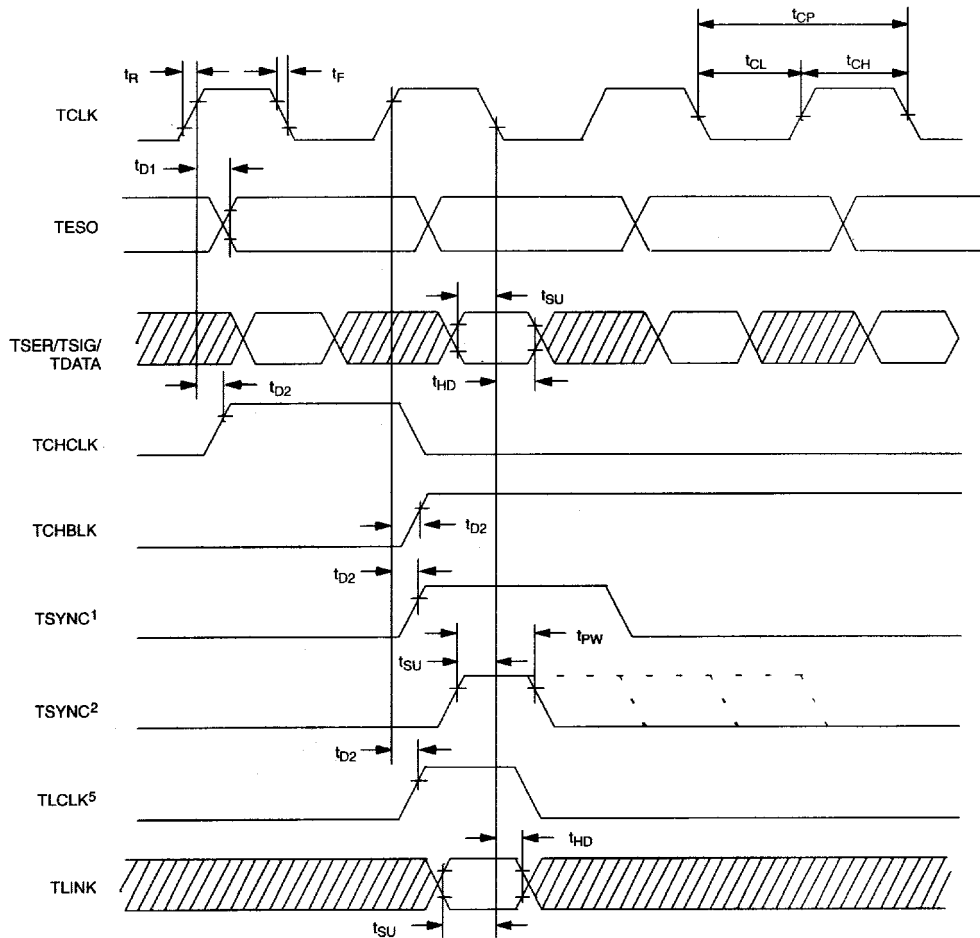 tCP
tR
tF
tCL
tCH
TCLK
tD1
TESO
tSU
TSER/TSIG/
TDATA
tHD
tD2
TCHCLK
TCHBLK
tD2
tD2
TSYNC1
tPW
tSU
TSYNC2
tD2
TLCLK5
tHD
TLINK
tSU